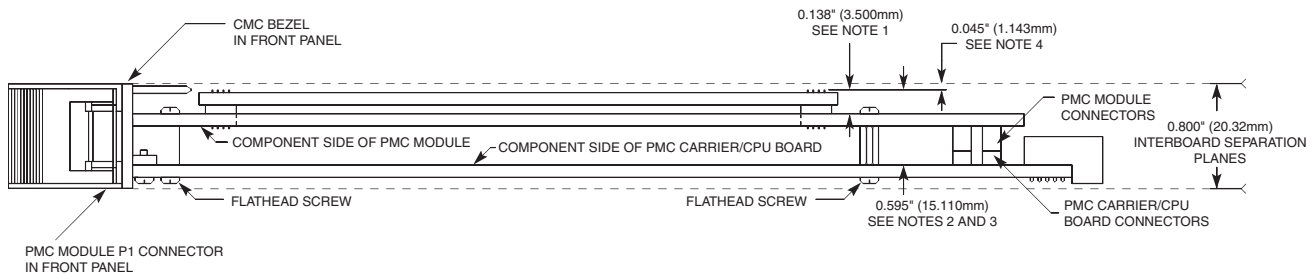 CMC BEZEL
IN FRONT PANEL
0.138" (3.500mm)
SEE NOTE 1
0.045" (1.143mm)
SEE NOTE 4
PMC MODULE
CONNECTORS
0.800" (20.32mm)
INTERBOARD SEPARATION
PLANES
COMPONENT SIDE OF PMC MODULE
COMPONENT SIDE OF PMC CARRIER/CPU BOARD
FLATHEAD SCREW
FLATHEAD SCREW
0.595" (15.110mm)
SEE NOTES 2 AND 3
PMC CARRIER/CPU
BOARD CONNECTORS
PMC MODULE P1 CONNECTOR
IN FRONT PANEL